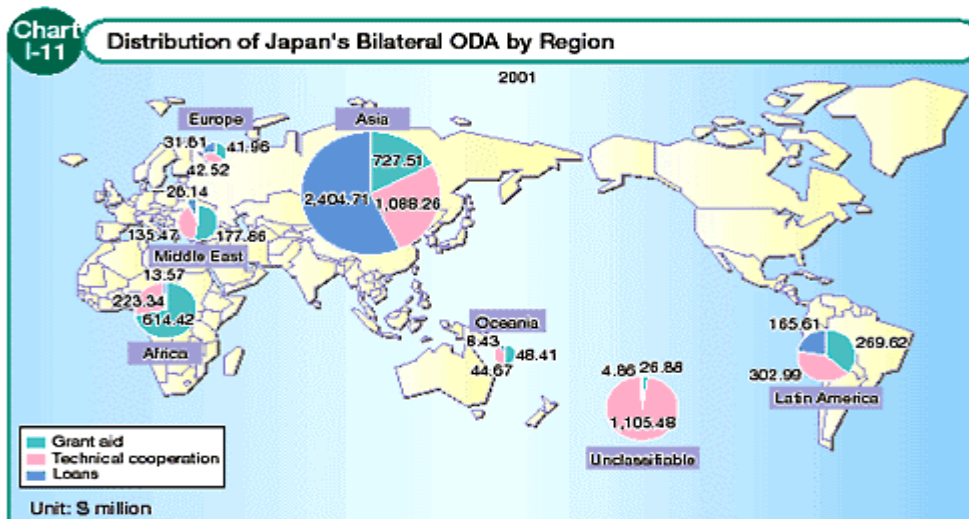 Chart
I-11
Distribution of Japan's Bilateral ODA by Region
2001
Europe
31.61
41.96
42.52
Asia
727.51
2,404.71
1,088.26
26.14
135.47
177.86
Middle East
13.57
223.34
614.42
Africa
Oceania
8.43
48.41
44.67
4.86
26.88
1,105.48
Unclassifiable
165.61
269.62
302.99
Latin America
Grant aid
Technical cooperation
Loans
Unit: $ million